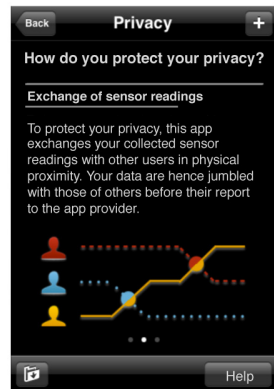 Back
Privacy
+
How do you protect your privacy?
Exchange of sensor readings
To protect your privacy, this app
exchanges your collected sensor
readings with other users in physical
proximity. Your data are hence jumbled
with those of others before their report
to the app provider.
Help